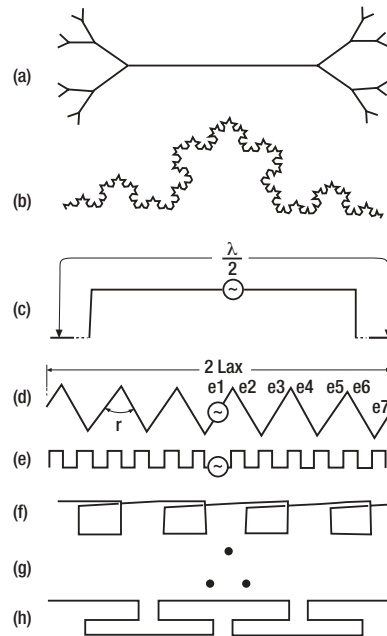 (a)
(b)
λ
2
(c)
~
2 Lax
(d)
e1 e2 e3 e4 e5 e6
~
r
e7
(e)
~
(f)
(g)
(h)